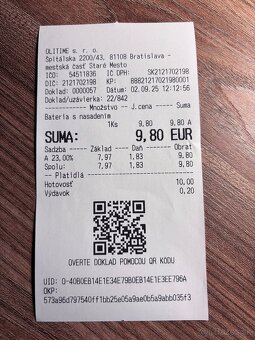 OLITIME s. r. o.
Spitálska 2200/43, 81108 Bratislava -
mestská časť Staré Mesto
IČO: 54511836 IC DPH: SK2121702198
DIC: 2121702198 KP: 88821217021980001
Doklad: 0000057 Dátum: 02.09.25 12:12:56
Doklad/uzávierka: 22/842
Množstvo J.cena Suma
Bateria s nasadením
1Ks 9,80 9,80 A
SUMA: 9,80 EUR
Sadzba Základ Daň Obrat
A 23,00% 7,97 1,83 9,80
Spolu: 7,97 1,83 9,80
Platidlá
Hotovosť 10,00
Výdavok 0,20
OVERTE DOKLAD POMOCOU QR KODU
UID: O-40B0EB14E1E34E79B0EB14E1E3EE796A
OKP:
573a96d797540ff1bb25e05a9ae0b5a9abb035f3